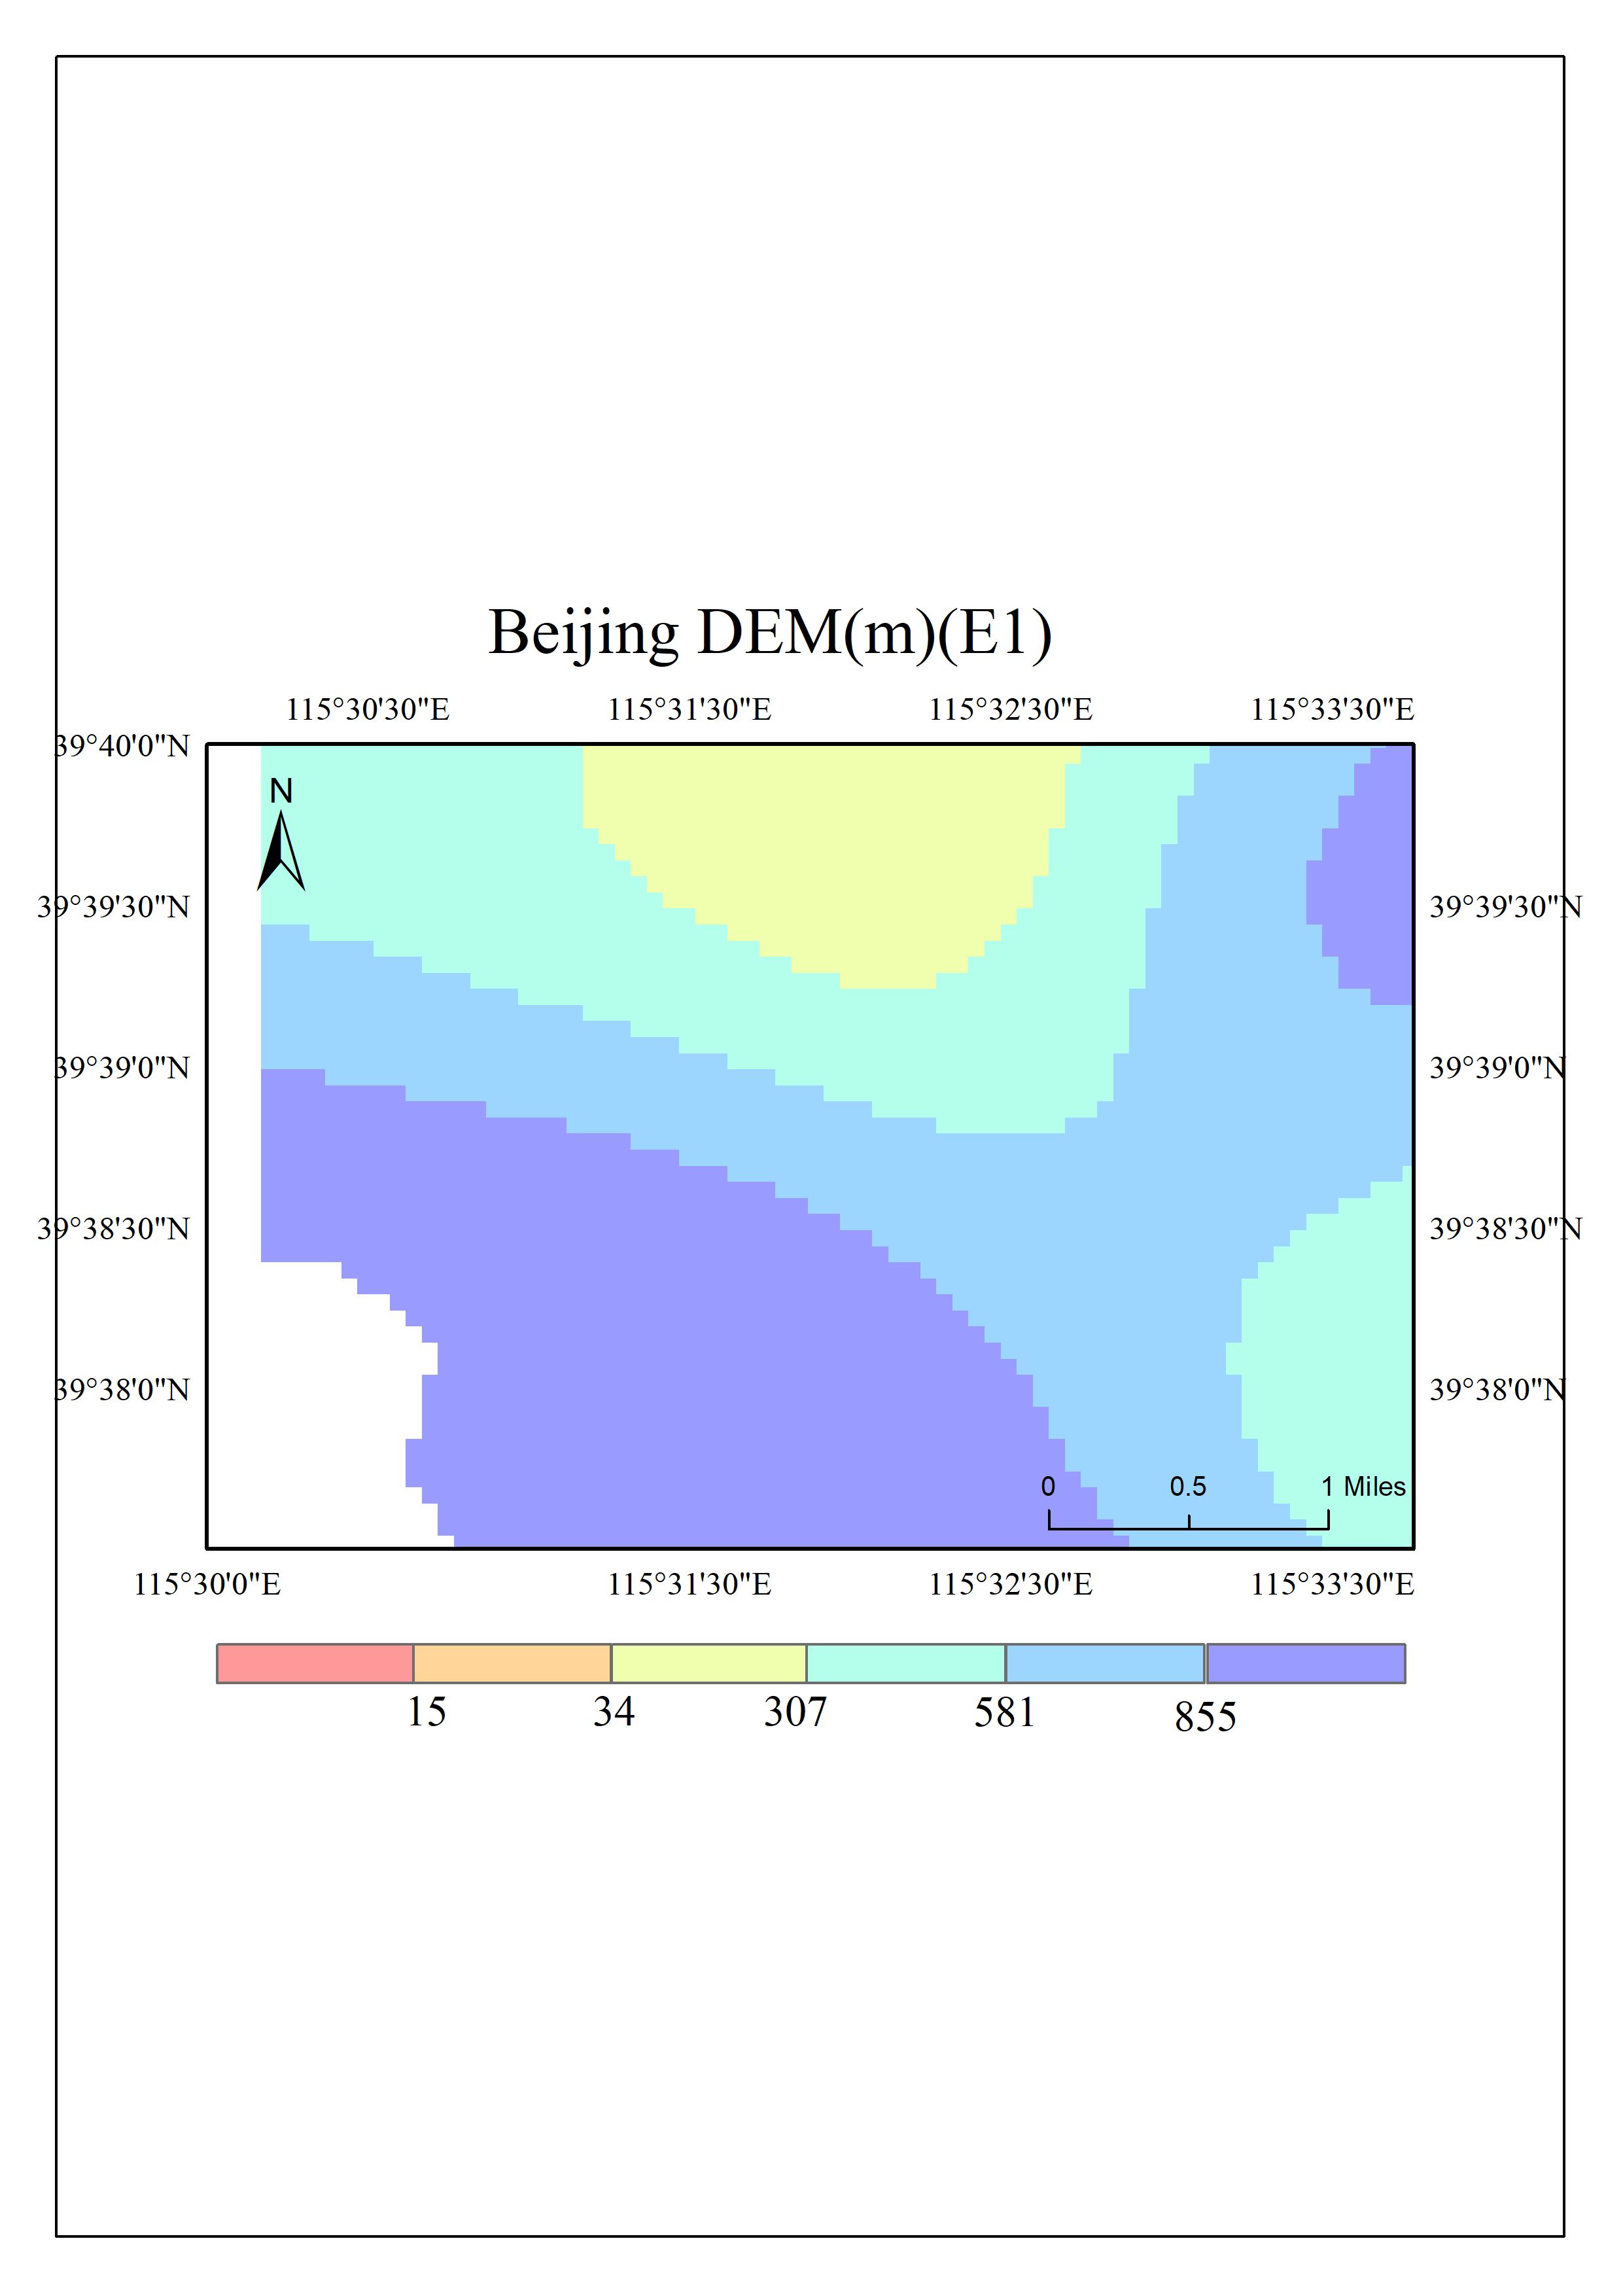 Beijing DEM(m)(E1)
115°30'30"E 115°31'30"E 115°32'30"E 115°33'30"E
39°40'0"N
N
39°39'30"N 39°39'30"N
39°39'0"N 39°39'0"N
39°38'30"N 39°38'30"N
39°38'0"N 39°38'0"N
0 0.5 1 Miles
115°30'0"E 115°31'30"E 115°32'30"E 115°33'30"E
15 34 307 581 855